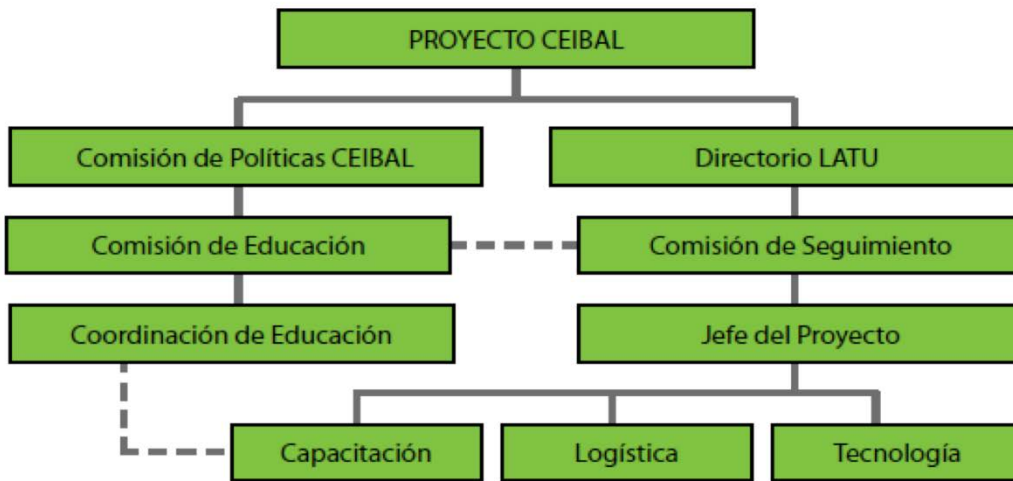 PROYECTO CEIBAL
Comisión de Políticas CEIBAL
Directorio LATU
Comisión de Educación
Comisión de Seguimiento
Coordinación de Educación
Jefe del Proyecto
Capacitación
Logística
Tecnología